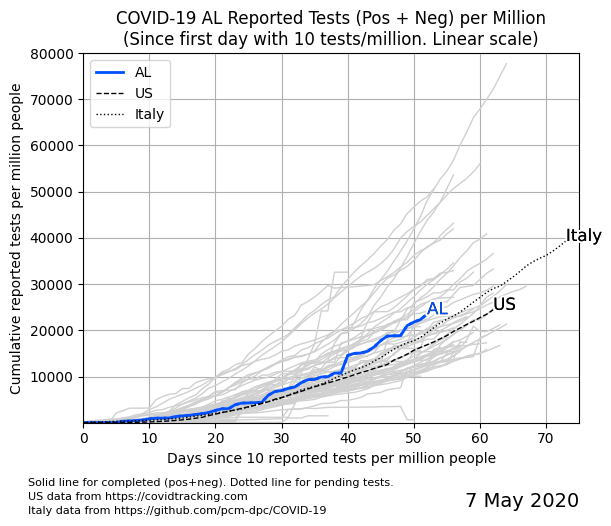 COVID-19 AL Reported Tests (Pos + Neg) per Million
(Since first day with 10 tests/million. Linear scale)
Cumulative reported tests per million people
80000
70000
60000
50000
40000
30000
20000
10000
AL
US
Italy
Italy
US
AL
0 10 20 30 40 50 60 70
Days since 10 reported tests per million people
Solid line for completed (pos+neg). Dotted line for pending tests.
US data from https://covidtracking.com
Italy data from https://github.com/pcm-dpc/COVID-19
7 May 2020